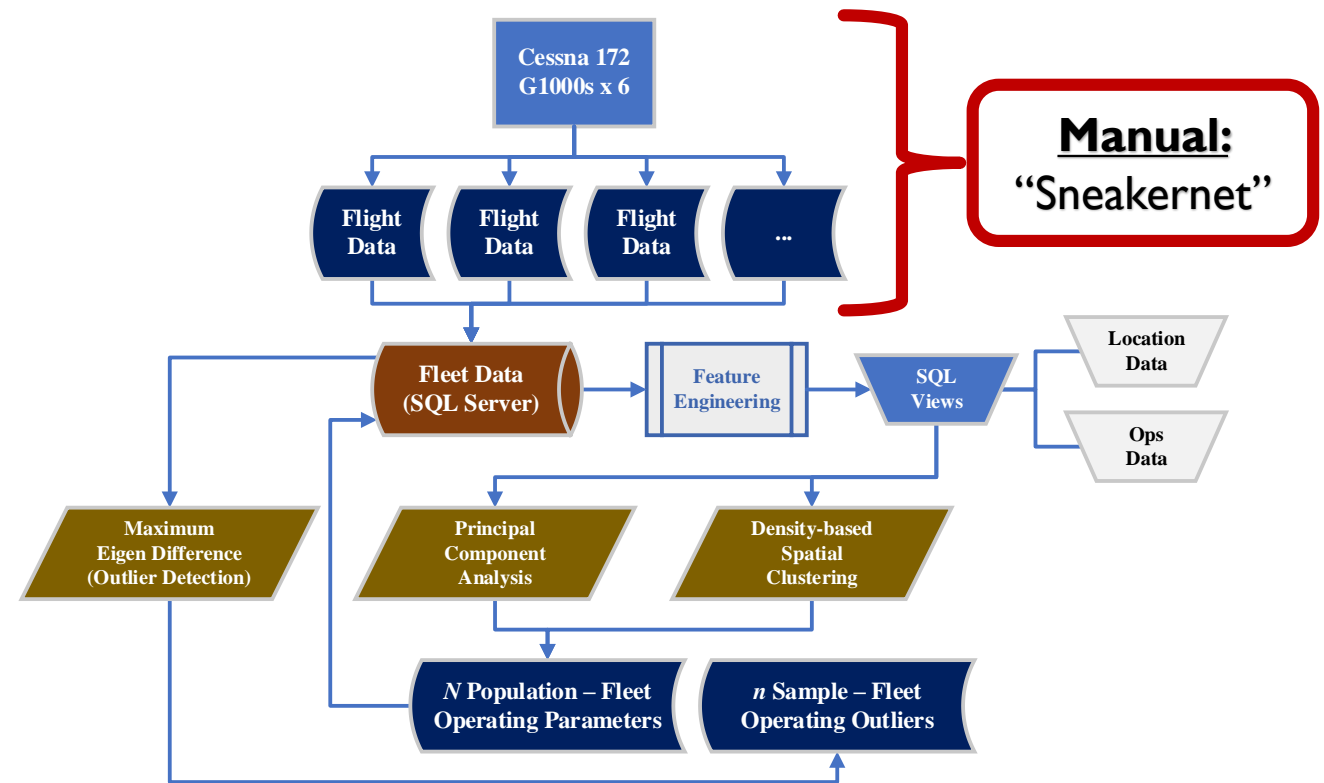 Cessna 172
G1000s x 6
Manual:
“Sneakernet”
Flight
Data
Flight
Data
Flight
Data
...
Fleet Data
(SQL Server)
Feature
Engineering
SQL
Views
Location
Data
Ops
Data
Maximum
Eigen Difference
(Outlier Detection)
Principal
Component
Analysis
Density-based
Spatial
Clustering
N Population – Fleet
Operating Parameters
n Sample – Fleet
Operating Outliers